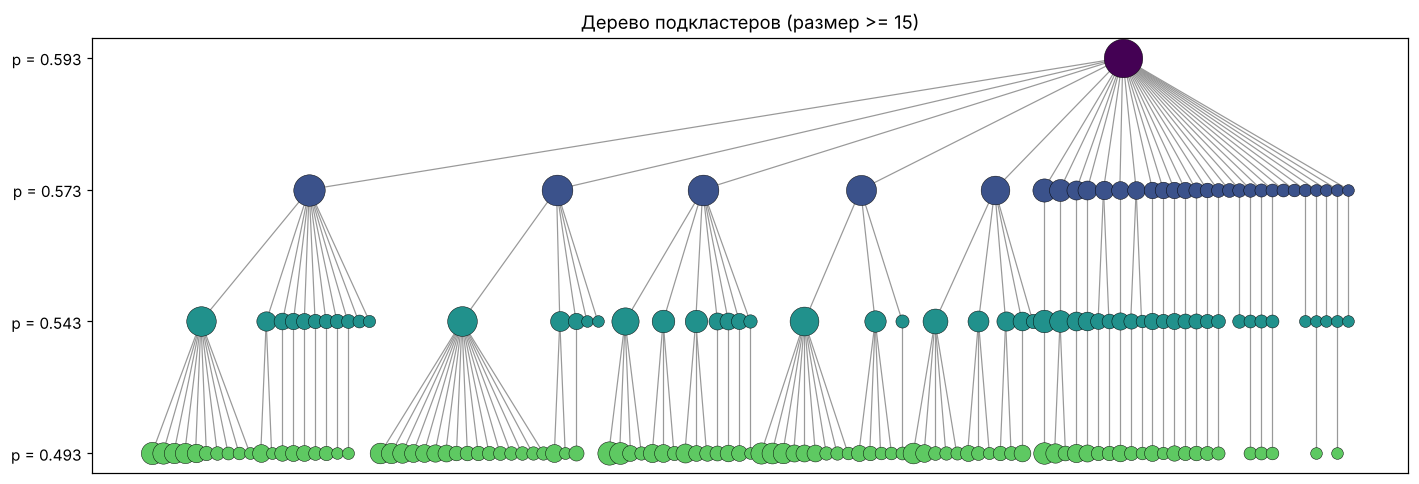 Дерево подкластеров (размер >= 15)
p = 0.593
p = 0.573
p = 0.543
p = 0.493